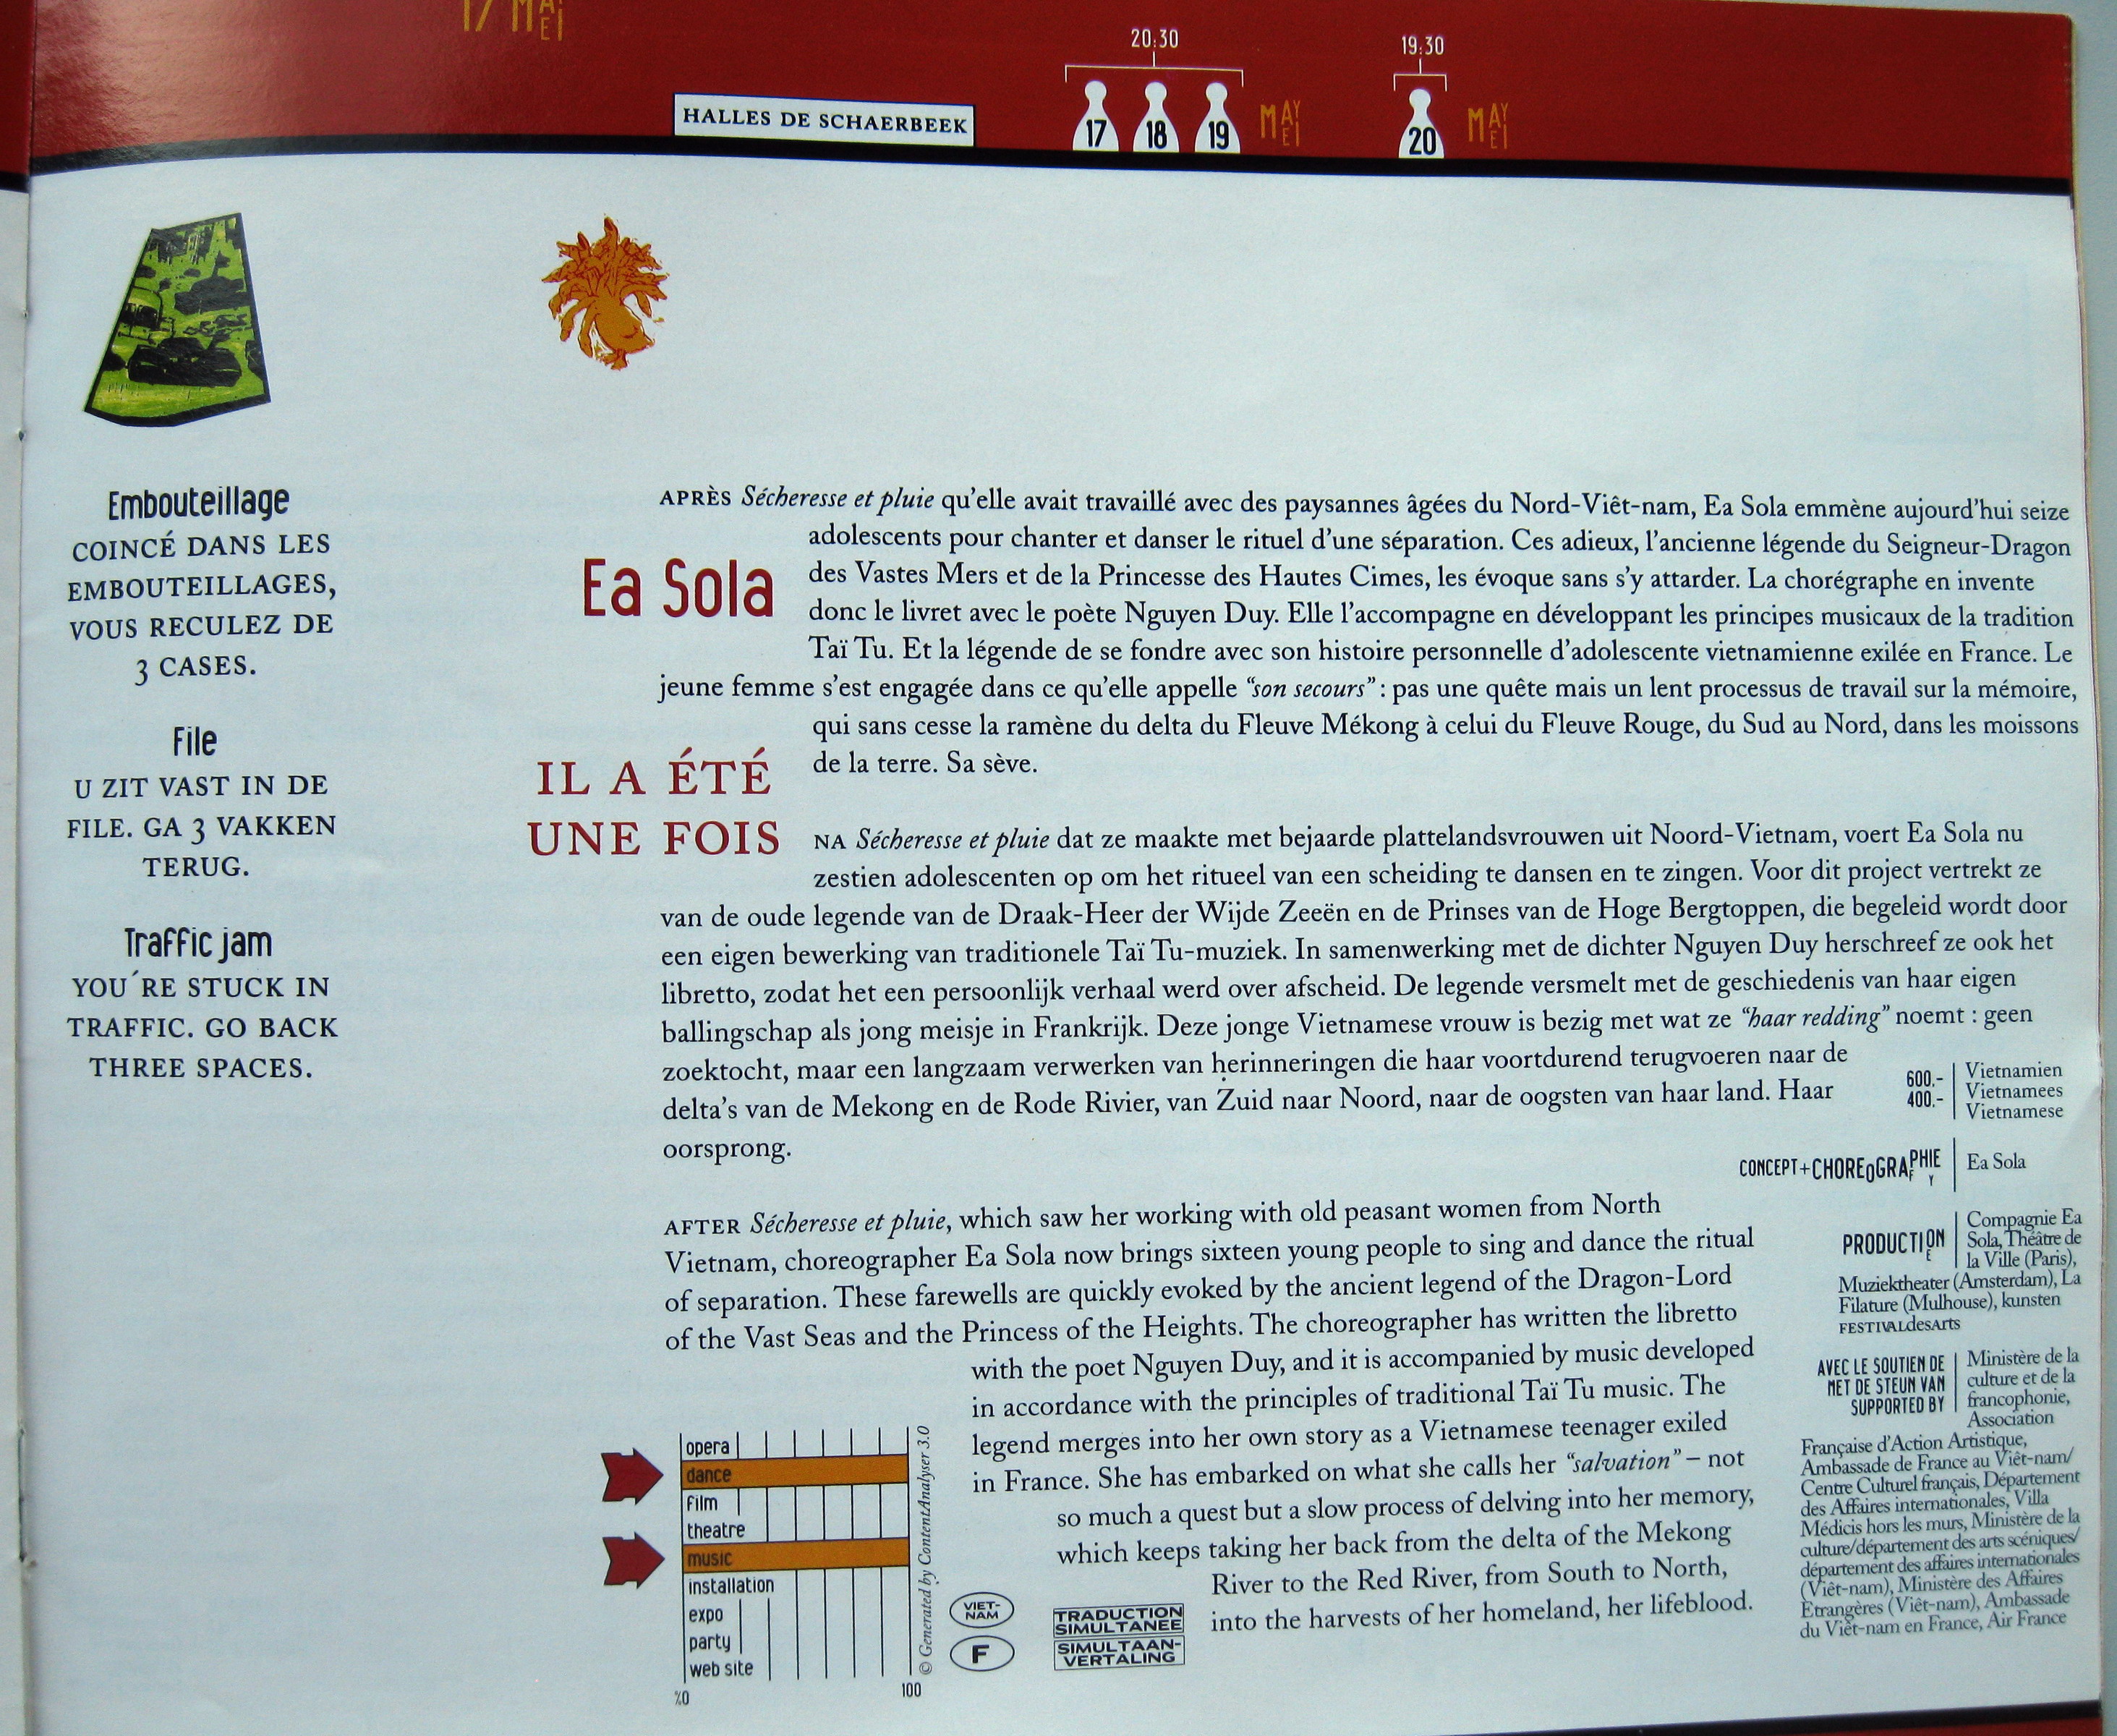 17 MAY/MEI
20:30
19:30
HALLES DE SCHAERBEEK
17 18 19 MAY/MEI
20 MAY/MEI
Embouteillage
COINCÉ DANS LES
EMBOUTEILLAGES,
VOUS RECULEZ DE
3 CASES.
File
U ZIT VAST IN DE
FILE. GA 3 VAKKEN
TERUG.
Traffic jam
YOU´RE STUCK IN
TRAFFIC. GO BACK
THREE SPACES.
Ea Sola
IL A ÉTÉ
UNE FOIS
APRÈS Sécheresse et pluie qu'elle avait travaillé avec des paysannes âgées du Nord-Viêt-nam, Ea Sola emmène aujourd'hui seize
adolescents pour chanter et danser le rituel d'une séparation. Ces adieux, l'ancienne légende du Seigneur-Dragon
des Vastes Mers et de la Princesse des Hautes Cimes, les évoque sans s'y attarder. La chorégraphe en invente
donc le livret avec le poète Nguyen Duy. Elle l'accompagne en développant les principes musicaux de la tradition
Taï Tu. Et la légende de se fondre avec son histoire personnelle d'adolescente vietnamienne exilée en France. Le
jeune femme s'est engagée dans ce qu'elle appelle “son secours” : pas une quête mais un lent processus de travail sur la mémoire,
qui sans cesse la ramène du delta du Fleuve Mékong à celui du Fleuve Rouge, du Sud au Nord, dans les moissons
de la terre. Sa sève.
NA Sécheresse et pluie dat ze maakte met bejaarde plattelandsvrouwen uit Noord-Vietnam, voert Ea Sola nu
zestien adolescenten op om het ritueel van een scheiding te dansen en te zingen. Voor dit project vertrekt ze
van de oude legende van de Draak-Heer der Wijde Zeeën en de Prinses van de Hoge Bergtoppen, die begeleid wordt door
een eigen bewerking van traditionele Taï Tu-muziek. In samenwerking met de dichter Nguyen Duy herschreef ze ook het
libretto, zodat het een persoonlijk verhaal werd over afscheid. De legende versmelt met de geschiedenis van haar eigen
ballingschap als jong meisje in Frankrijk. Deze jonge Vietnamese vrouw is bezig met wat ze “haar redding” noemt : geen
zoektocht, maar een langzaam verwerken van herinneringen die haar voortdurend terugvoeren naar de
delta's van de Mekong en de Rode Rivier, van Zuid naar Noord, naar de oogsten van haar land. Haar
oorsprong.
AFTER Sécheresse et pluie, which saw her working with old peasant women from North
Vietnam, choreographer Ea Sola now brings sixteen young people to sing and dance the ritual
of separation. These farewells are quickly evoked by the ancient legend of the Dragon-Lord
of the Vast Seas and the Princess of the Heights. The choreographer has written the libretto
with the poet Nguyen Duy, and it is accompanied by music developed
in accordance with the principles of traditional Taï Tu music. The
legend merges into her own story as a Vietnamese teenager exiled
in France. She has embarked on what she calls her “salvation” – not
so much a quest but a slow process of delving into her memory,
which keeps taking her back from the delta of the Mekong
River to the Red River, from South to North,
into the harvests of her homeland, her lifeblood.
600.-
400.-
Vietnamien
Vietnamees
Vietnamese
CONCEPT+CHOREOGRAPHIE/FY
Ea Sola
PRODUCTION/E
Compagnie Ea
Sola, Théâtre de
la Ville (Paris),
Muziektheater (Amsterdam), La
Filature (Mulhouse), kunsten
FESTIVALdesArts
AVEC LE SOUTIEN DE
MET DE STEUN VAN
SUPPORTED BY
Ministère de la
culture et de la
francophonie,
Association
Française d'Action Artistique,
Ambassade de France au Viêt-nam/
Centre Culturel français, Département
des Affaires internationales, Villa
Médicis hors les murs, Ministère de la
culture/département des arts scéniques/
département des affaires internationales
(Viêt-nam), Ministère des Affaires
Etrangères (Viêt-nam), Ambassade
du Viêt-nam en France, Air France
opera
dance
film
theatre
music
installation
expo
party
web site
%0
100
© Generated by ContentAnalyser 3.0
VIET-
NAM
F
TRADUCTION
SIMULTANEE
SIMULTAAN-
VERTALING